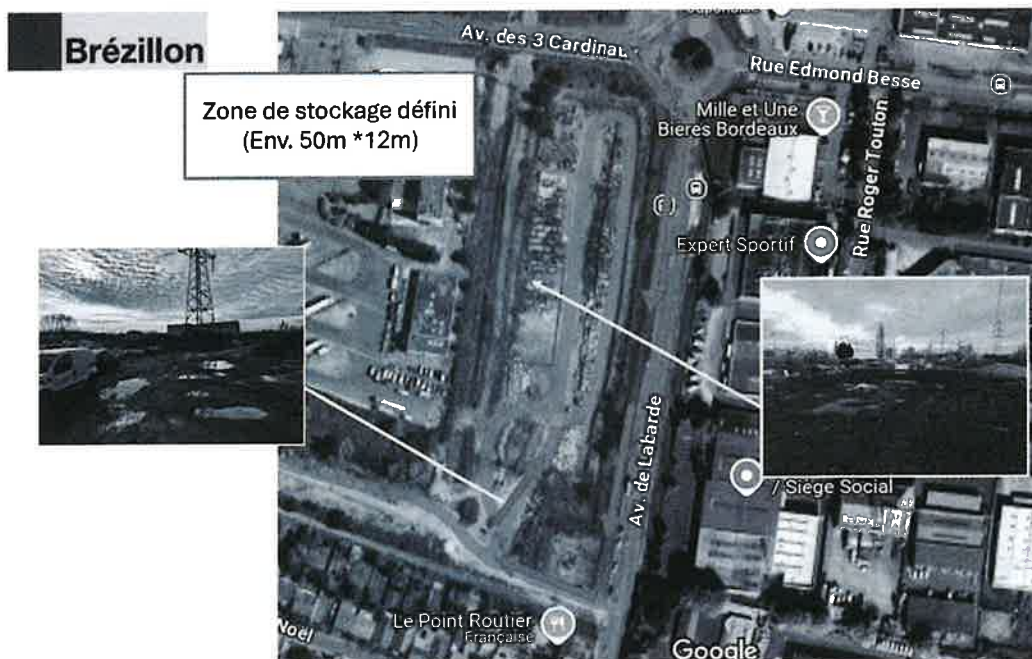 Brézillon
Zone de stockage défini
(Env. 50m *12m)
Av. des 3 Cardinau
Rue Edmond Besse
Mille et Une
Bieres Bordeaux
Rue Roger Touton
Expert Sportif
Av. de Labarde
/ Siège Social
Le Point Routier
Française
Noël
Google